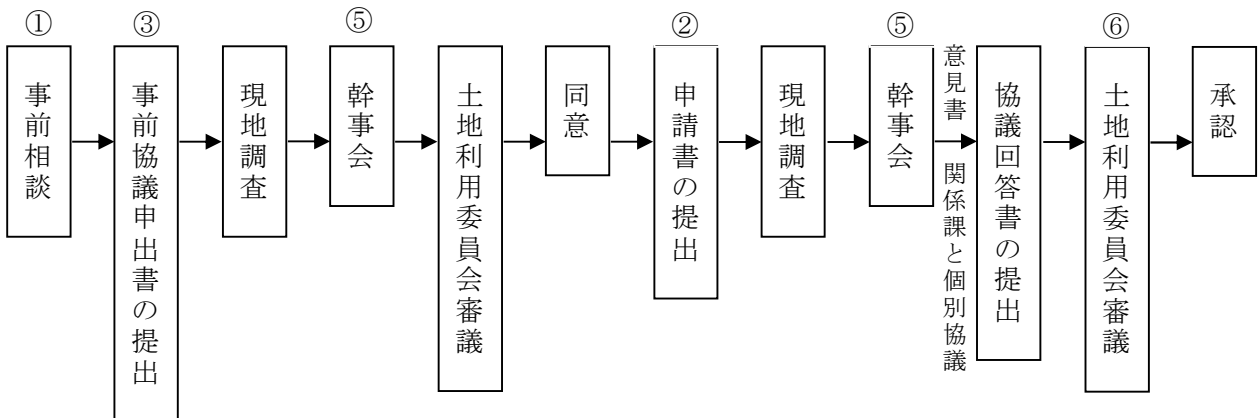 ①
事前相談
③
事前協議申出書の提出
現地調査
⑤
幹事会
土地利用委員会審議
同意
②
申請書の提出
現地調査
⑤
幹事会
意見書
関係課と個別協議
協議回答書の提出
⑥
土地利用委員会審議
承認